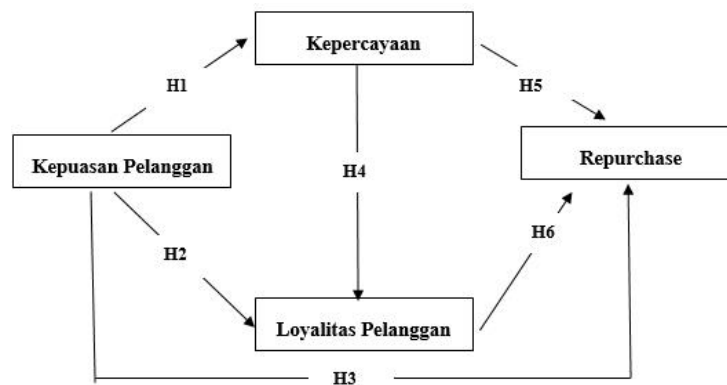 Kepercayaan
H1
H5
Kepuasan Pelanggan
Repurchase
H4
H2
H6
Loyalitas Pelanggan
H3